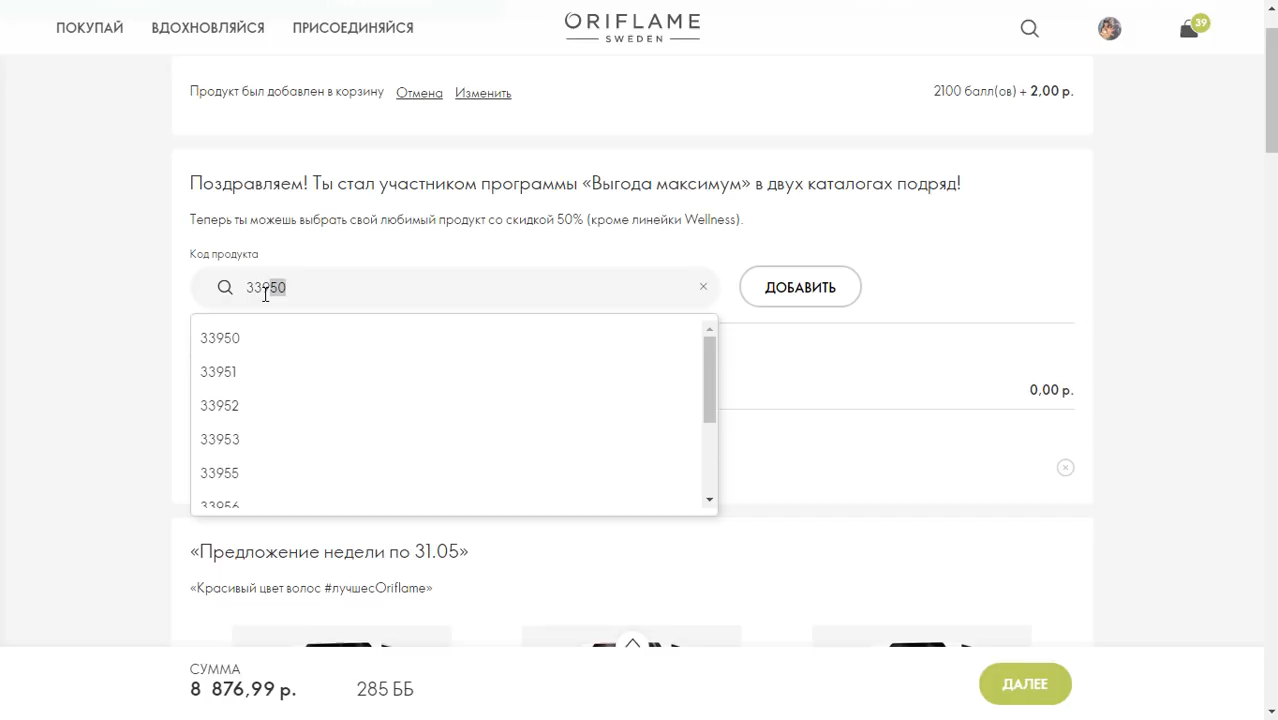 ПОКУПАЙ ВДОХНОВЛЯЙСЯ ПРИСОЕДИНЯЙСЯ
ORIFLAME
SWEDEN
39
Продукт был добавлен в корзину Отмена Изменить 2100 балл(ов) + 2,00 р.
Поздравляем! Ты стал участником программы «Выгода максимум» в двух каталогах подряд!
Теперь ты можешь выбрать свой любимый продукт со скидкой 50% (кроме линейки Wellness).
Код продукта
33950 ДОБАВИТЬ
33950
33951
33952
0,00 р.
33953
33955
33956
«Предложение недели по 31.05»
«Красивый цвет волос #лучшесOriflame»
СУММА
8 876,99 р. 285 ББ ДАЛЕЕ